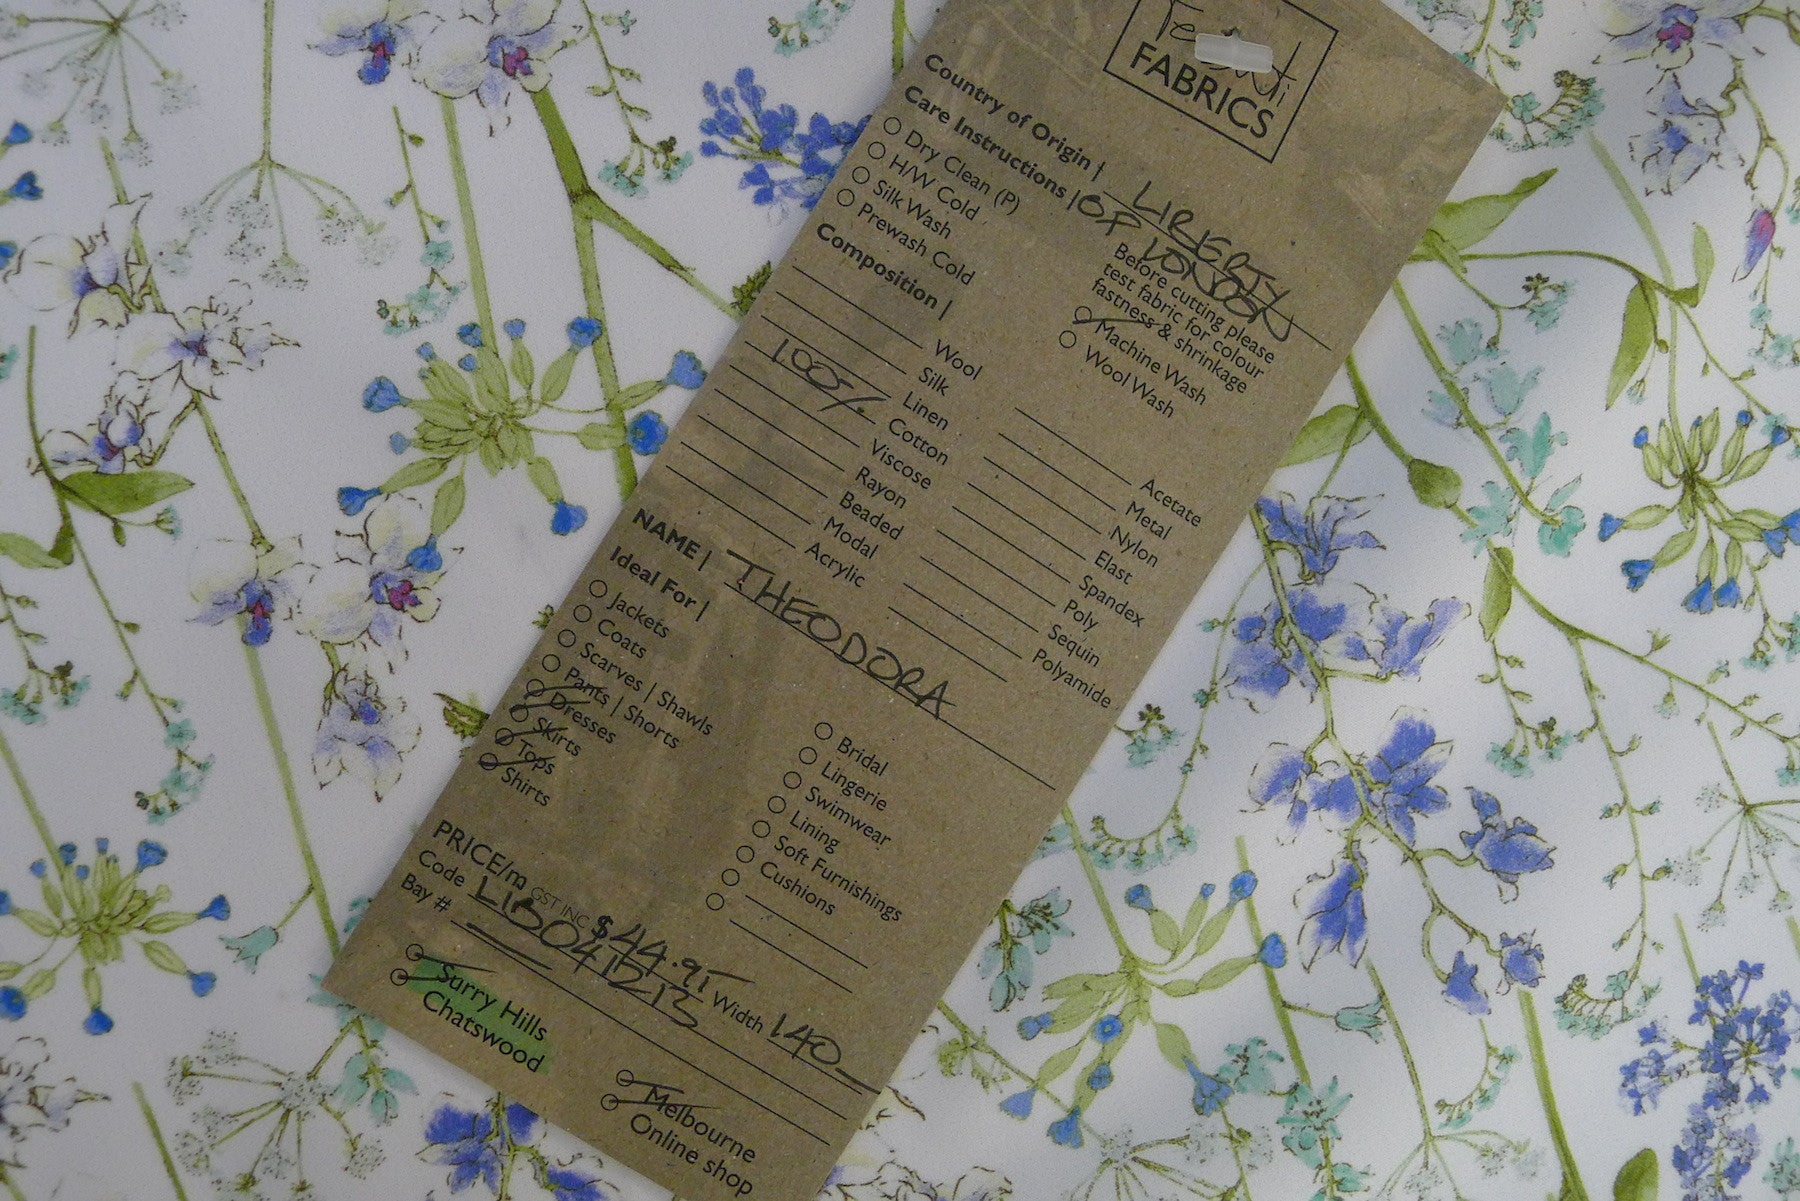 Tessuti
FABRICS
Country of Origin | LIBERTY
Care Instructions | OF LONDON
Dry Clean (P)
H/W Cold
Silk Wash
Prewash Cold
Before cutting please
test fabric for colour
fastness & shrinkage
Machine Wash
Wool Wash
Composition |
Wool
Silk
Linen
100% Cotton
Viscose
Rayon
Beaded
Modal
Acrylic
Acetate
Metal
Nylon
Elast
Spandex
Poly
Sequin
Polyamide
NAME | THEODORA
Ideal For |
Jackets
Coats
Scarves | Shawls
Pants | Shorts
Dresses
Skirts
Tops
Shirts
Bridal
Lingerie
Swimwear
Lining
Soft Furnishings
Cushions
PRICE/m GST INC $44.95
Code LIB041213 Width 140
Bay #
Surry Hills
Chatswood
Melbourne
Online shop